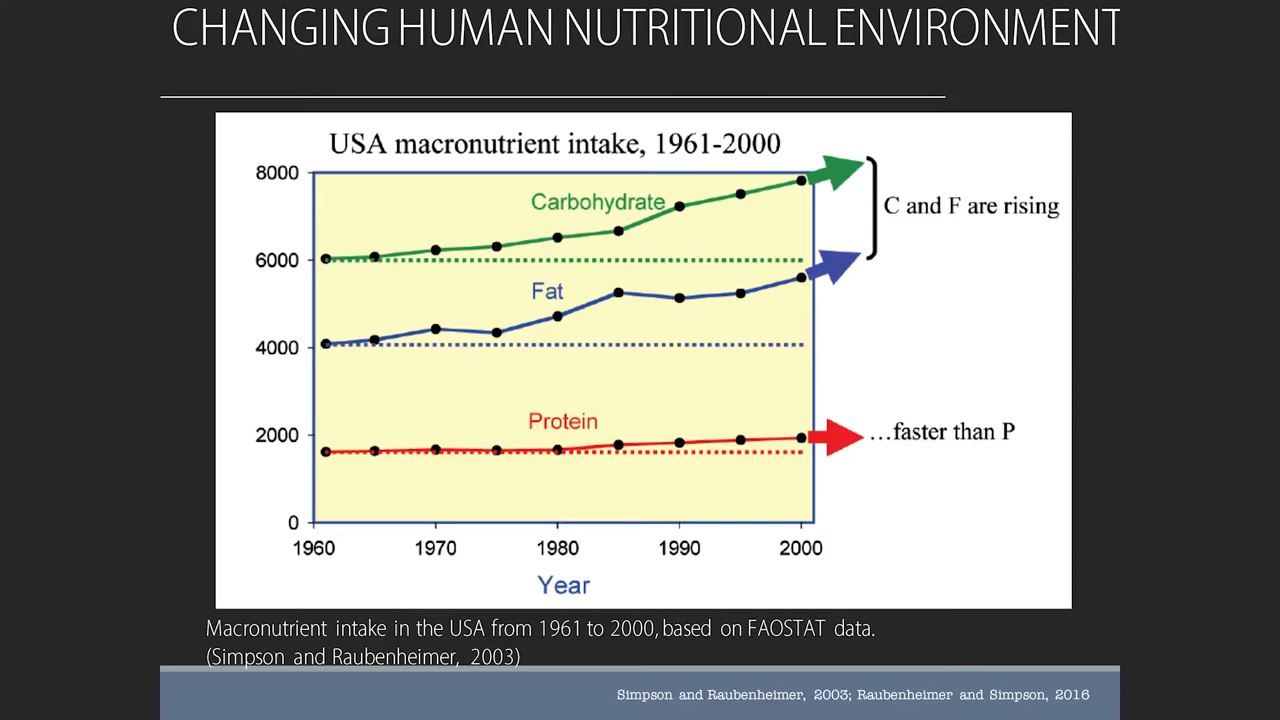 CHANGING HUMAN NUTRITIONAL ENVIRONMENT
USA macronutrient intake, 1961-2000
8000
Carbohydrate
C and F are rising
6000
Fat
4000
Protein
2000
…faster than P
0
1960 1970 1980 1990 2000
Year
Macronutrient intake in the USA from 1961 to 2000, based on FAOSTAT data.
(Simpson and Raubenheimer, 2003)
Simpson and Raubenheimer, 2003; Raubenheimer and Simpson, 2016